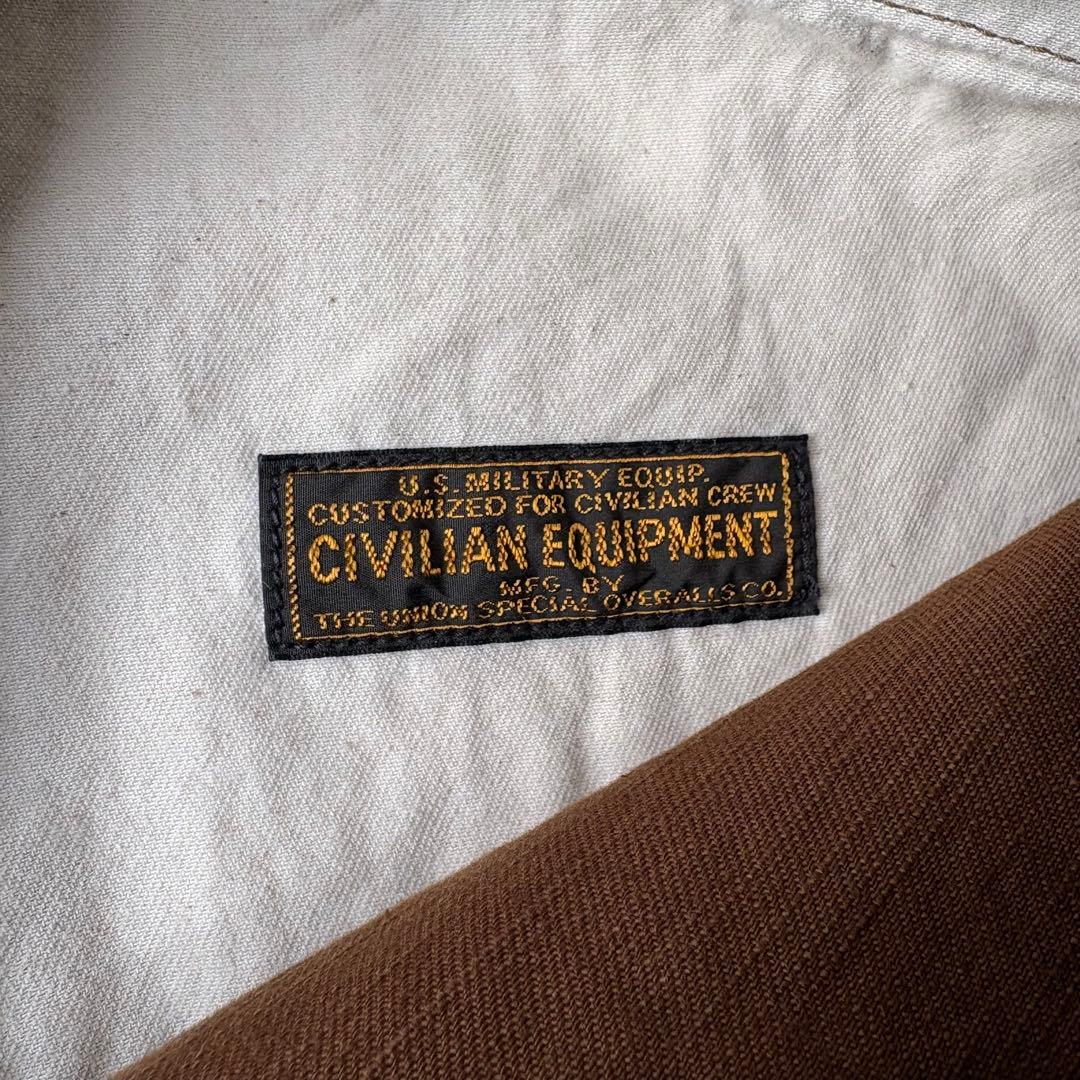 U.S. MILITARY EQUIP.
CUSTOMIZED FOR CIVILIAN CREW
CIVILIAN EQUIPMENT
MFG. BY
THE UNION SPECIAL OVERALLS CO.